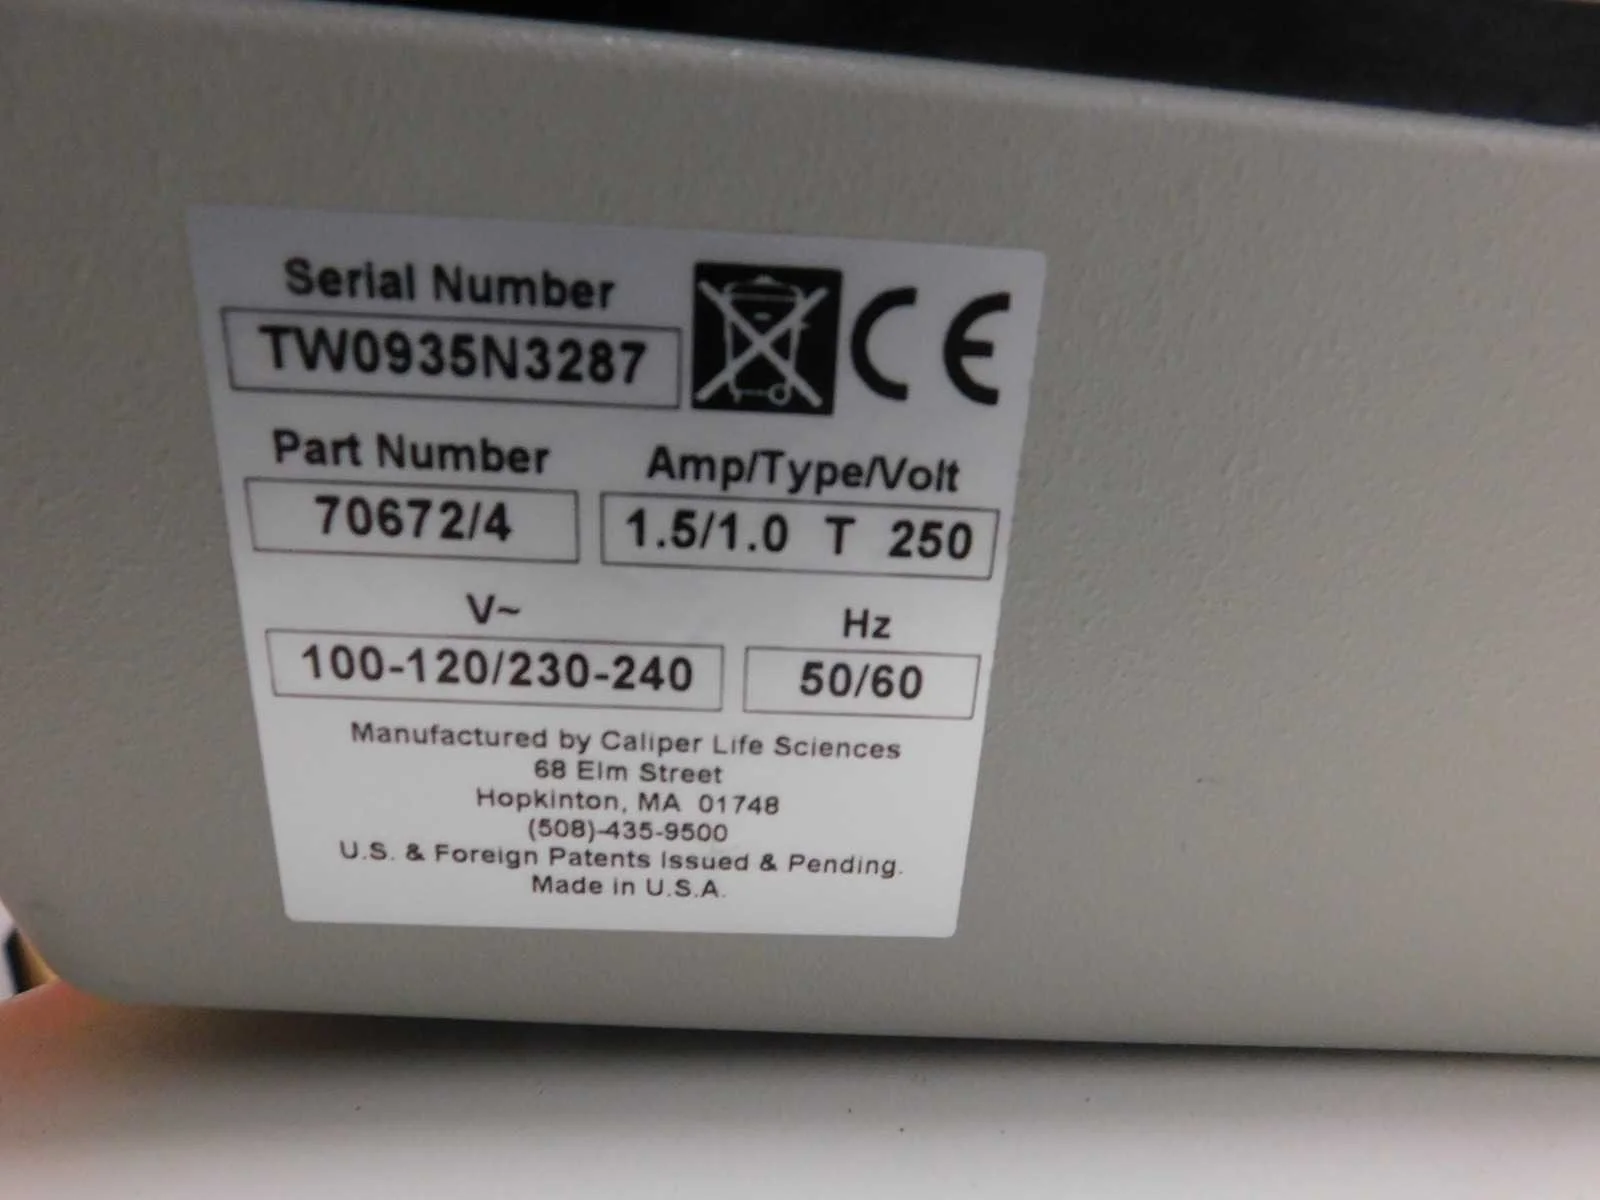 Serial Number
TW0935N3287
CE
Part Number
70672/4
Amp/Type/Volt
1.5/1.0 T 250
V~
100-120/230-240
Hz
50/60
Manufactured by Caliper Life Sciences
68 Elm Street
Hopkinton, MA 01748
(508)-435-9500
U.S. & Foreign Patents Issued & Pending.
Made in U.S.A.